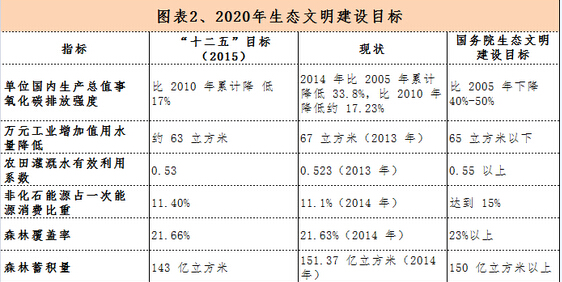 图表2、2020年生态文明建设目标
指标
“十二五”目标
（2015）
现状
国务院生态文明
建设目标
单位国内生产总值事
氧化碳排放强度
比 2010 年累计降 低
17%
2014 年比 2005 年累计
降低 33.8%，比 2010 年
降低约 17.23%
比 2005 年下降
40%-50%
万元工业增加值用水
量降低
约 63 立方米
67 立方米（2013 年）
65 立方米以下
农田灌溉水有效利用
系数
0.53
0.523（2013 年）
0.55 以上
非化石能源占一次能
源消费比重
11.40%
11.1%（2014 年）
达到 15%
森林覆盖率
21.66%
21.63%（2014 年）
23%以上
森林蓄积量
143 亿立方米
151.37 亿立方米（2014
年）
150 亿立方米以上